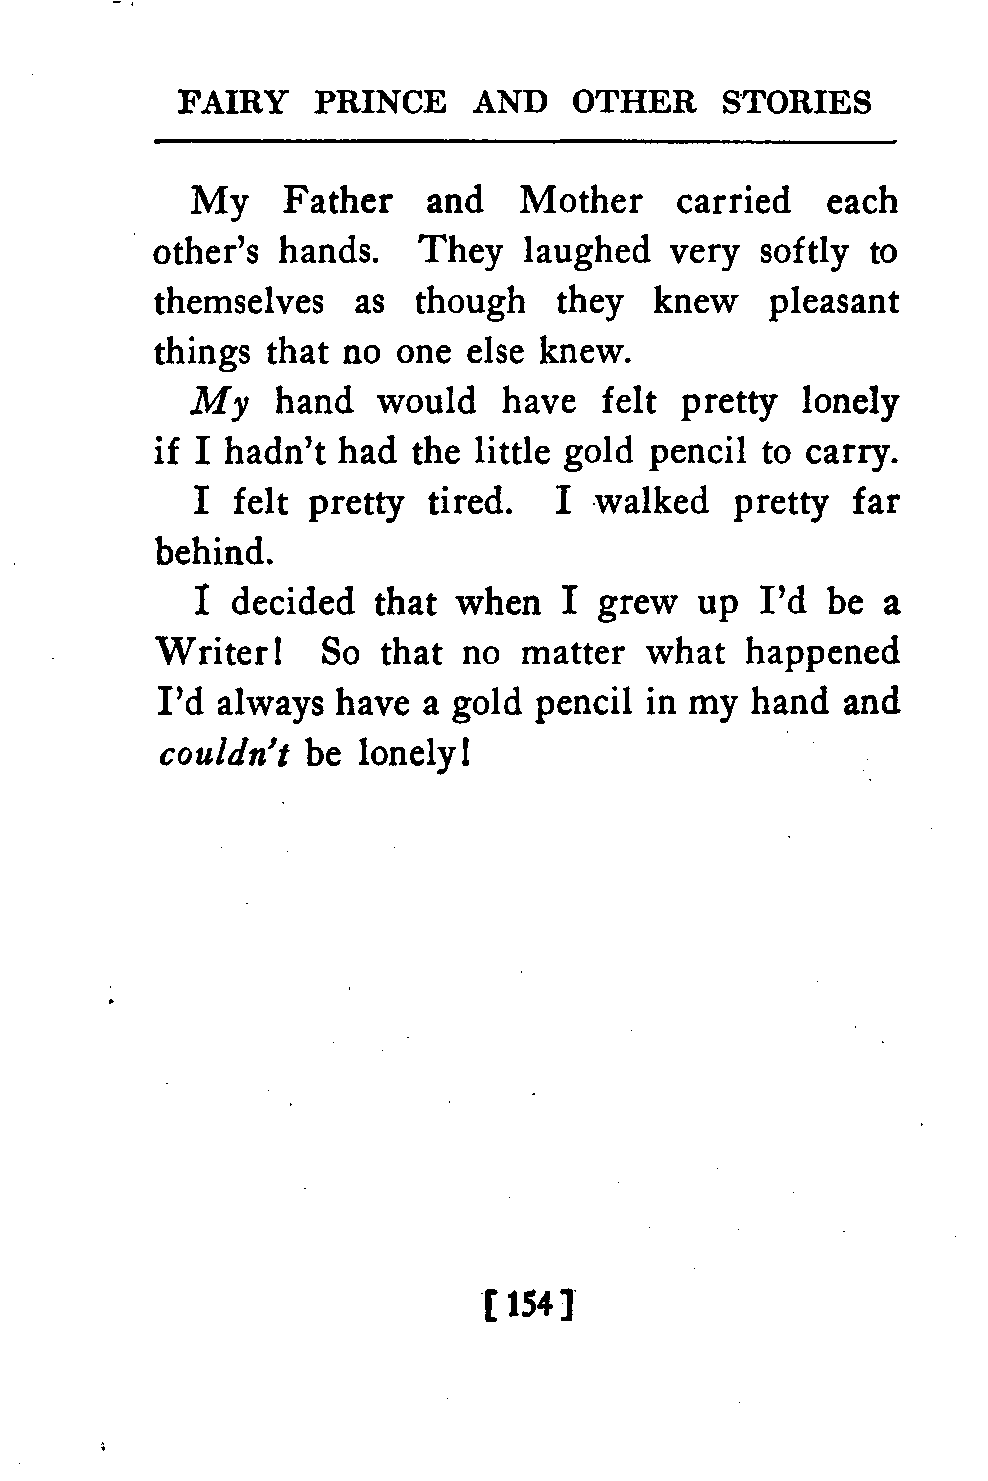 FAIRY PRINCE AND OTHER STORIES
My Father and Mother carried each
other's hands. They laughed very softly to
themselves as though they knew pleasant
things that no one else knew.
My hand would have felt pretty lonely
if I hadn't had the little gold pencil to carry.
I felt pretty tired. I walked pretty far
behind.
I decided that when I grew up I'd be a
Writer! So that no matter what happened
I'd always have a gold pencil in my hand and
couldn't be lonely!
[154]